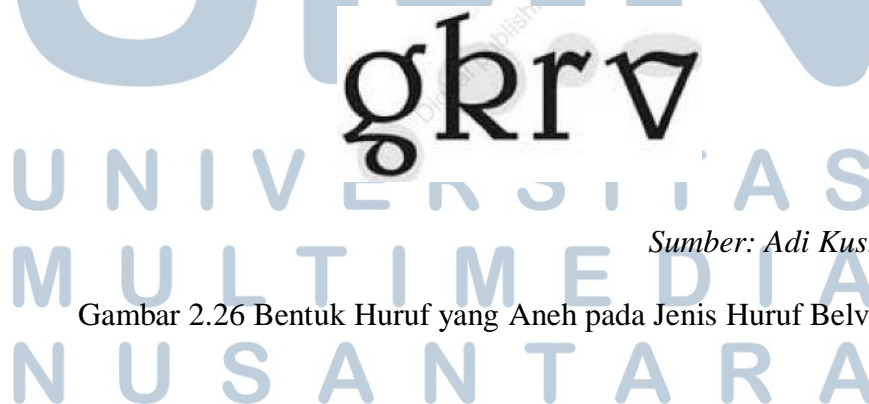 gkrv
UNIVERSITAS
Sumber: Adi Kus
MULTIMEDIA
Gambar 2.26 Bentuk Huruf yang Aneh pada Jenis Huruf Belv
NUSANTARA